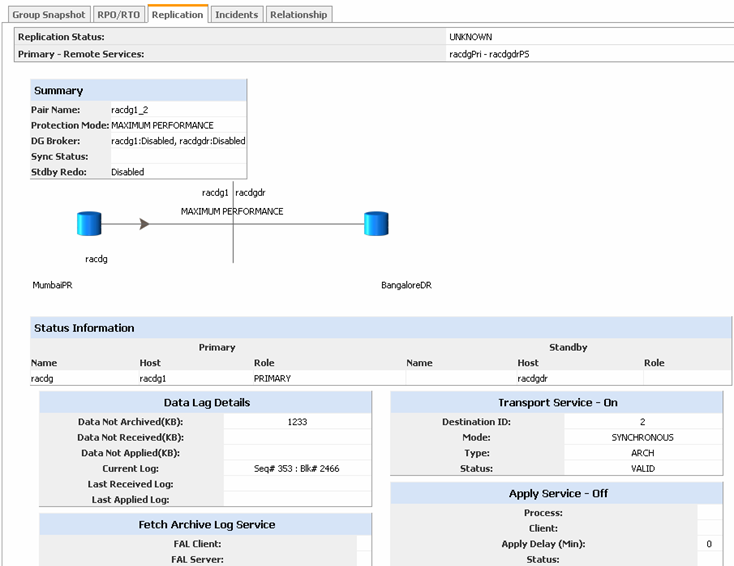 Group Snapshot RPO/RTO Replication Incidents Relationship
Replication Status: UNKNOWN
Primary - Remote Services: racdgPri - racdgdrPS
Summary
Pair Name: racdg1_2
Protection Mode: MAXIMUM PERFORMANCE
DG Broker: racdg1:Disabled, racdgdr:Disabled
Sync Status:
Stdby Redo: Disabled
racdg1 racdgdr
MAXIMUM PERFORMANCE
racdg
MumbaiPR BangaloreDR
Status Information
Primary Standby
Name Host Role Name Host Role
racdg racdg1 PRIMARY racdgdr
Data Lag Details
Data Not Archived(KB): 1233
Data Not Received(KB):
Data Not Applied(KB):
Current Log: Seq# 353 : Blk# 2466
Last Received Log:
Last Applied Log:
Fetch Archive Log Service
FAL Client:
FAL Server:
Transport Service - On
Destination ID: 2
Mode: SYNCHRONOUS
Type: ARCH
Status: VALID
Apply Service - Off
Process:
Client:
Apply Delay (Min): 0
Status: